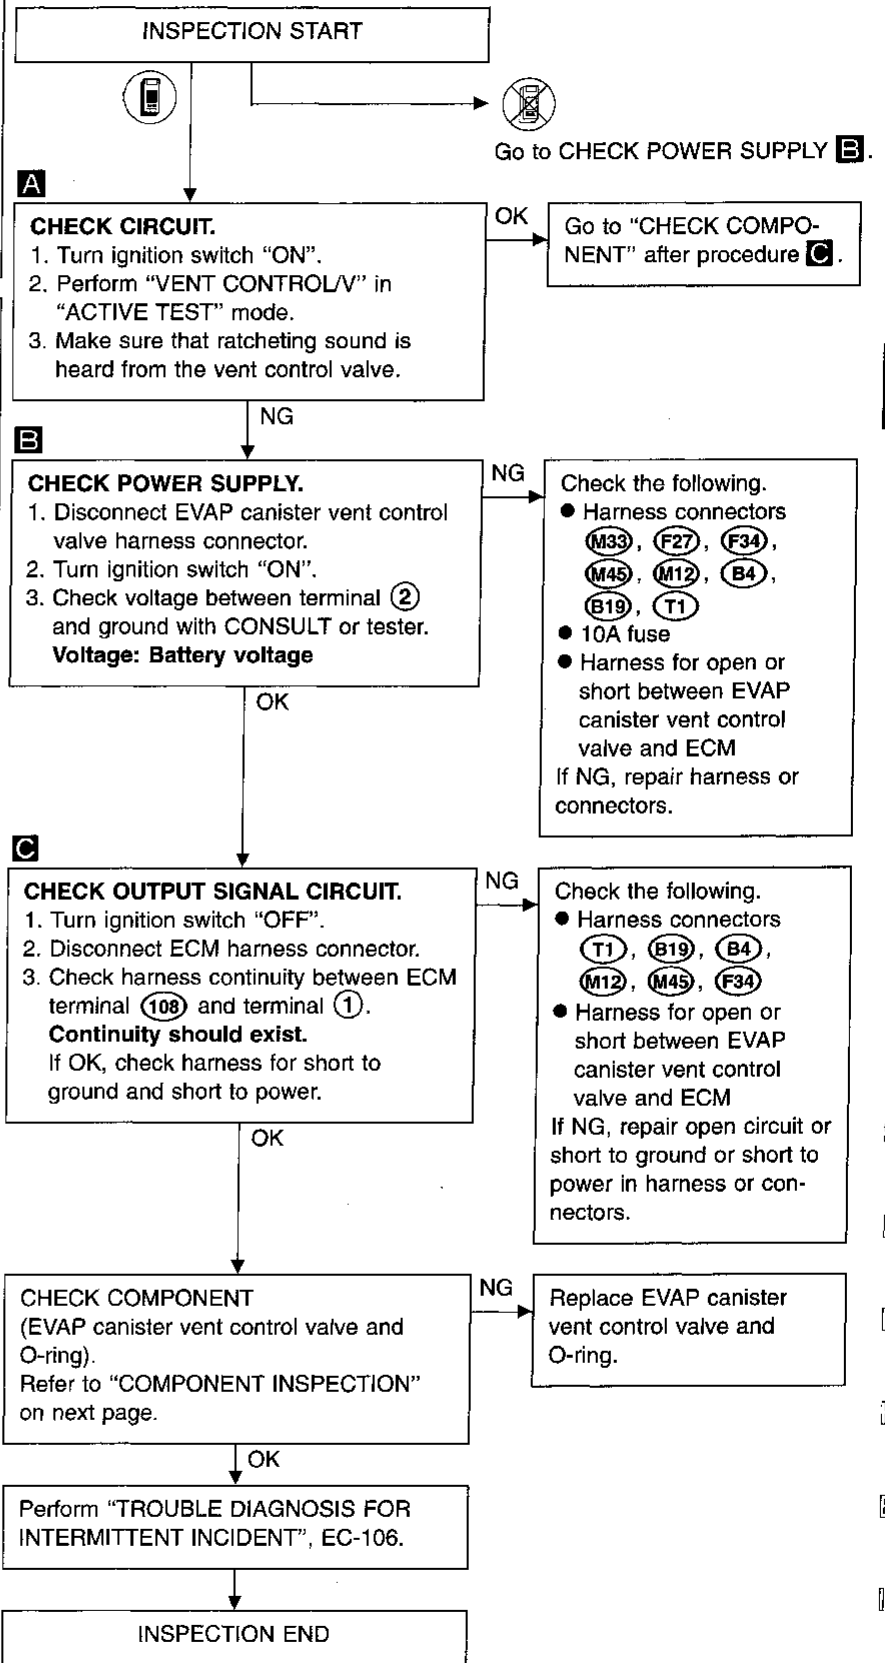 INSPECTION START
Go to CHECK POWER SUPPLY B.
A
CHECK CIRCUIT.
1. Turn ignition switch “ON”.
2. Perform “VENT CONTROL/V” in
“ACTIVE TEST” mode.
3. Make sure that ratcheting sound is
heard from the vent control valve.
OK
Go to “CHECK COMPO-
NENT” after procedure C.
NG
B
CHECK POWER SUPPLY.
1. Disconnect EVAP canister vent control
valve harness connector.
2. Turn ignition switch “ON”.
3. Check voltage between terminal 2
and ground with CONSULT or tester.
Voltage: Battery voltage
NG
Check the following.
● Harness connectors
M33, F27, F34,
M45, M12, B4,
B19, T1
● 10A fuse
● Harness for open or
short between EVAP
canister vent control
valve and ECM
If NG, repair harness or
connectors.
OK
C
CHECK OUTPUT SIGNAL CIRCUIT.
1. Turn ignition switch “OFF”.
2. Disconnect ECM harness connector.
3. Check harness continuity between ECM
terminal 108 and terminal 1.
Continuity should exist.
If OK, check harness for short to
ground and short to power.
NG
Check the following.
● Harness connectors
T1, B19, B4,
M12, M45, F34
● Harness for open or
short between EVAP
canister vent control
valve and ECM
If NG, repair open circuit or
short to ground or short to
power in harness or con-
nectors.
OK
CHECK COMPONENT
(EVAP canister vent control valve and
O-ring).
Refer to “COMPONENT INSPECTION”
on next page.
NG
Replace EVAP canister
vent control valve and
O-ring.
OK
Perform “TROUBLE DIAGNOSIS FOR
INTERMITTENT INCIDENT”, EC-106.
INSPECTION END